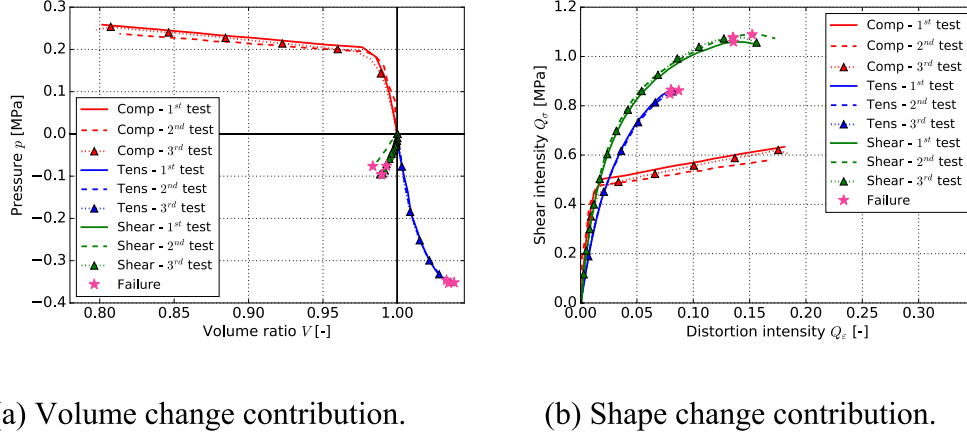 0.3
0.2
0.1
0.0
−0.1
−0.2
−0.3
−0.4
Pressure p [MPa]
Comp - 1st test
Comp - 2nd test
Comp - 3rd test
Tens - 1st test
Tens - 2nd test
Tens - 3rd test
Shear - 1st test
Shear - 2nd test
Shear - 3rd test
Failure
0.80 0.85 0.90 0.95 1.00
Volume ratio V [-]
1.2
1.0
0.8
0.6
0.4
0.2
0.0
Shear intensity Qσ [MPa]
Comp - 1st test
Comp - 2nd test
Comp - 3rd test
Tens - 1st test
Tens - 2nd test
Tens - 3rd test
Shear - 1st test
Shear - 2nd test
Shear - 3rd test
Failure
0.00 0.05 0.10 0.15 0.20 0.25 0.30
Distortion intensity Qε [-]
a) Volume change contribution.
(b) Shape change contribution.